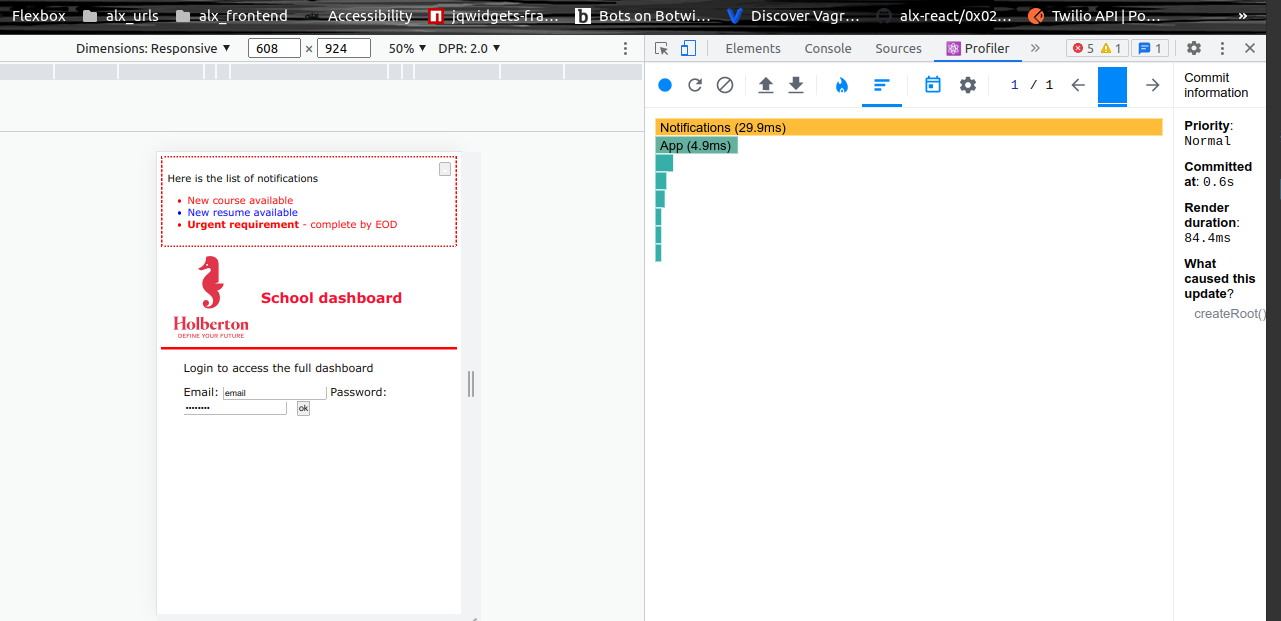 Flexbox alx_urls alx_frontend Accessibility jqwidgets-fra… Bots on Botwi… Discover Vagr… alx-react/0x02… Twilio API | Po… »
Dimensions: Responsive ▼ 608 × 924 50% ▼ DPR: 2.0 ▼
Elements Console Sources Profiler » 5 1 1
1 / 1
Commit information
Notifications (29.9ms)
App (4.9ms)
Priority:
Normal
Committed
at: 0.6s
Render
duration:
84.4ms
What
caused this
update?
createRoot()
Here is the list of notifications
New course available
New resume available
Urgent requirement - complete by EOD
Holberton
DEFINE YOUR FUTURE
School dashboard
Login to access the full dashboard
Email: email Password:
•••••••• ok